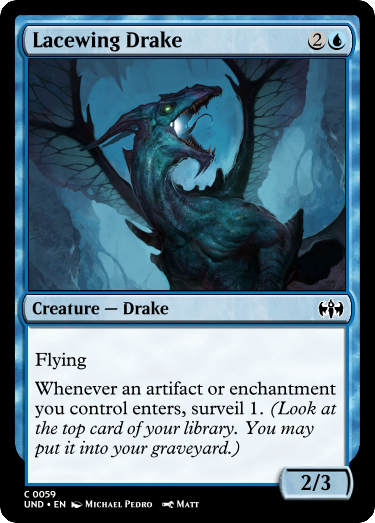 Lacewing Drake 2
Creature — Drake
Flying
Whenever an artifact or enchantment
you control enters, surveil 1. (Look at
the top card of your library. You may
put it into your graveyard.)
2/3
C 0059
UND • EN Michael Pedro Matt